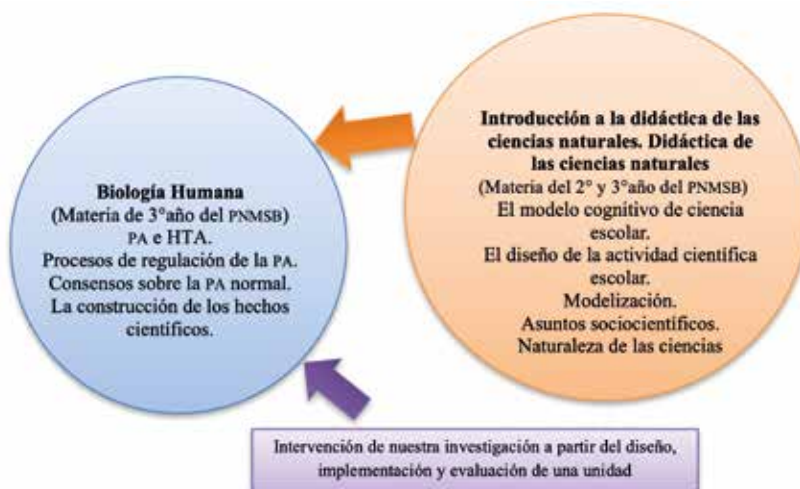 Biología Humana
(Materia de 3°año del PNMSB)
PA e HTA.
Procesos de regulación de la PA.
Consensos sobre la PA normal.
La construcción de los hechos
científicos.
Introducción a la didáctica de las
ciencias naturales. Didáctica de
las ciencias naturales
(Materia del 2° y 3°año del PNMSB)
El modelo cognitivo de ciencia
escolar.
El diseño de la actividad científica
escolar.
Modelización.
Asuntos sociocientíficos.
Naturaleza de las ciencias
Intervención de nuestra investigación a partir del diseño,
implementación y evaluación de una unidad